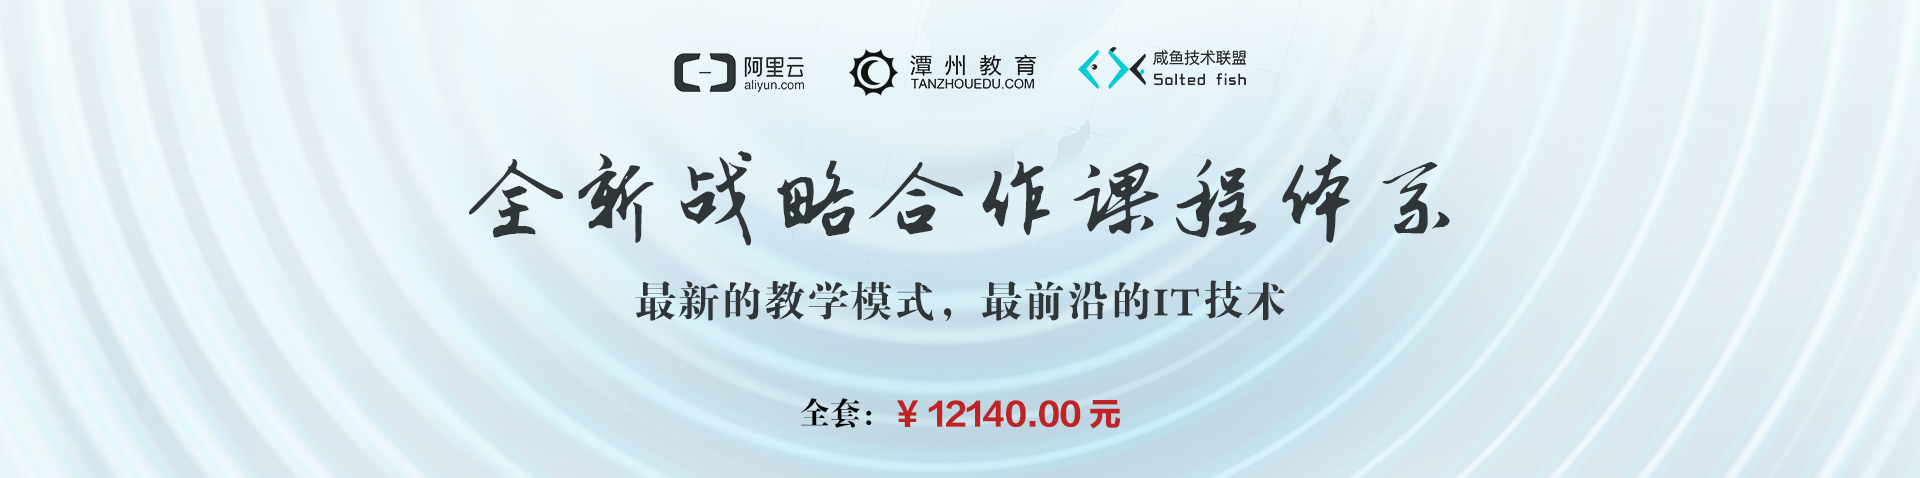 阿里云
aliyun.com
潭州教育
TANZHOUEDU.COM
咸鱼技术联盟
Salted fish
全新战略合作课程体系
最新的教学模式，最前沿的IT技术
全套：¥12140.00元